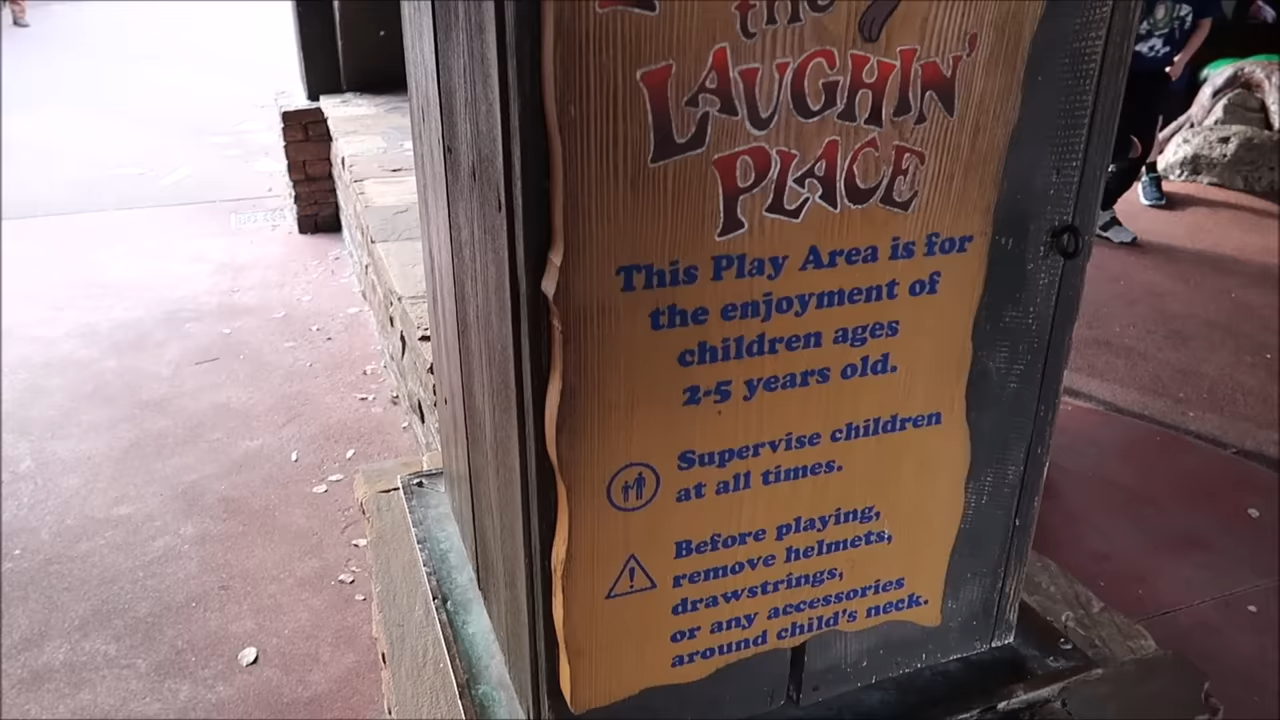 the
LAUGHIN'
PLACE
This Play Area is for
the enjoyment of
children ages
2-5 years old.
Supervise children
at all times.
Before playing,
remove helmets,
drawstrings,
or any accessories
around child's neck.